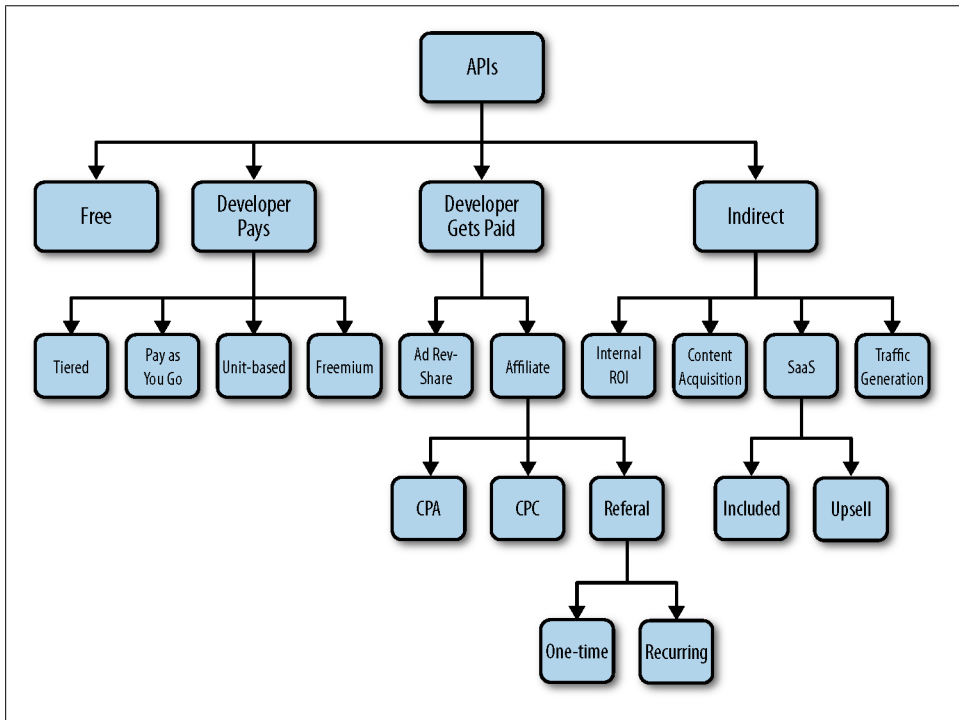 APIs
Free
Developer
Pays
Developer
Gets Paid
Indirect
Tiered
Pay as
You Go
Unit-based
Freemium
Ad Rev-
Share
Affiliate
Internal
ROI
Content
Acquisition
SaaS
Traffic
Generation
CPA
CPC
Referal
Included
Upsell
One-time
Recurring